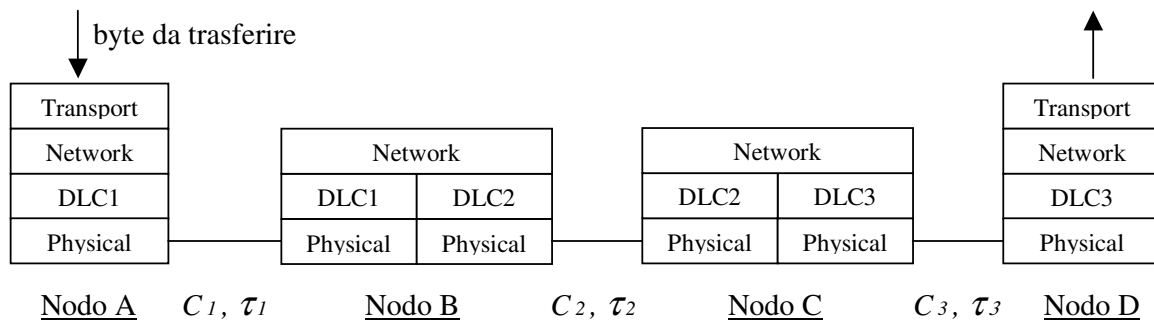 byte da trasferire
Transport
Transport
Network
Network
Network
Network
DLC1
DLC1
DLC2
DLC2
DLC3
DLC3
Physical
Physical
Physical
Physical
Physical
Physical
Nodo A
C1, τ1
Nodo B
C2, τ2
Nodo C
C3, τ3
Nodo D